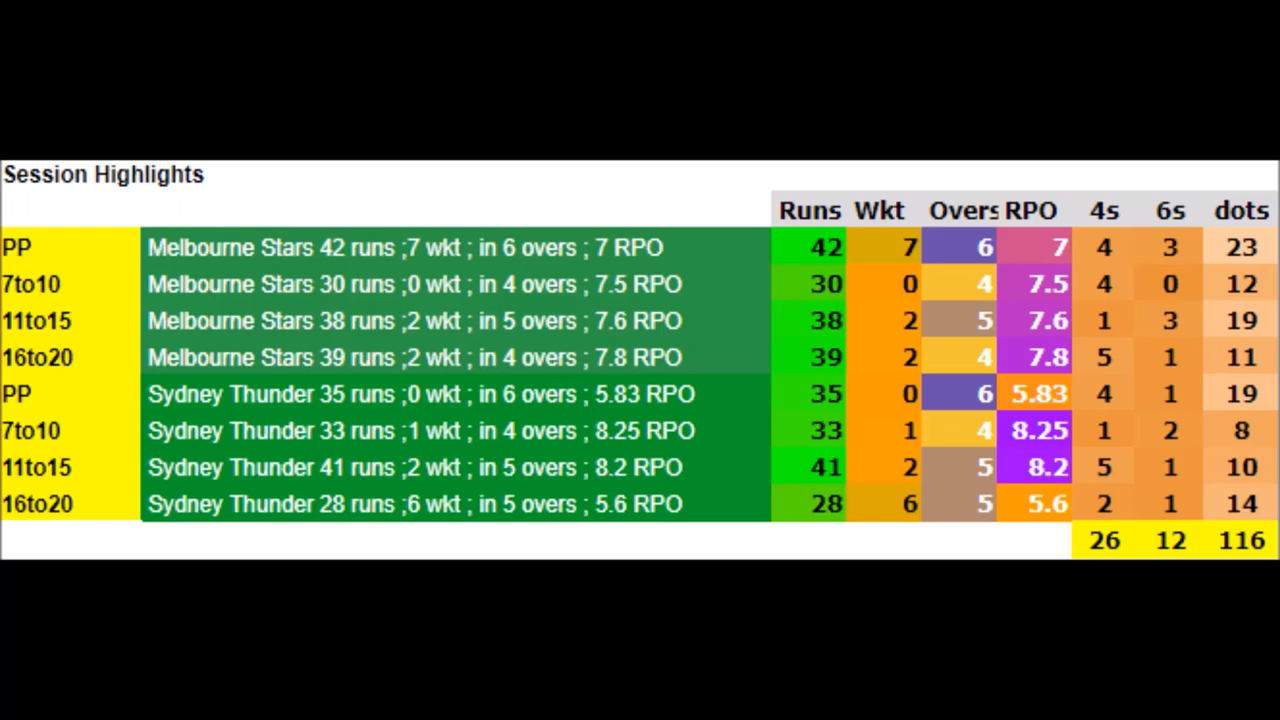 Session Highlights
Runs Wkt Overs RPO 4s 6s dots
PP Melbourne Stars 42 runs ;7 wkt ; in 6 overs ; 7 RPO 42 7 6 7 4 3 23
7to10 Melbourne Stars 30 runs ;0 wkt ; in 4 overs ; 7.5 RPO 30 0 4 7.5 4 0 12
11to15 Melbourne Stars 38 runs ;2 wkt ; in 5 overs ; 7.6 RPO 38 2 5 7.6 1 3 19
16to20 Melbourne Stars 39 runs ;2 wkt ; in 4 overs ; 7.8 RPO 39 2 4 7.8 5 1 11
PP Sydney Thunder 35 runs ;0 wkt ; in 6 overs ; 5.83 RPO 35 0 6 5.83 4 1 19
7to10 Sydney Thunder 33 runs ;1 wkt ; in 4 overs ; 8.25 RPO 33 1 4 8.25 1 2 8
11to15 Sydney Thunder 41 runs ;2 wkt ; in 5 overs ; 8.2 RPO 41 2 5 8.2 5 1 10
16to20 Sydney Thunder 28 runs ;6 wkt ; in 5 overs ; 5.6 RPO 28 6 5 5.6 2 1 14
26 12 116